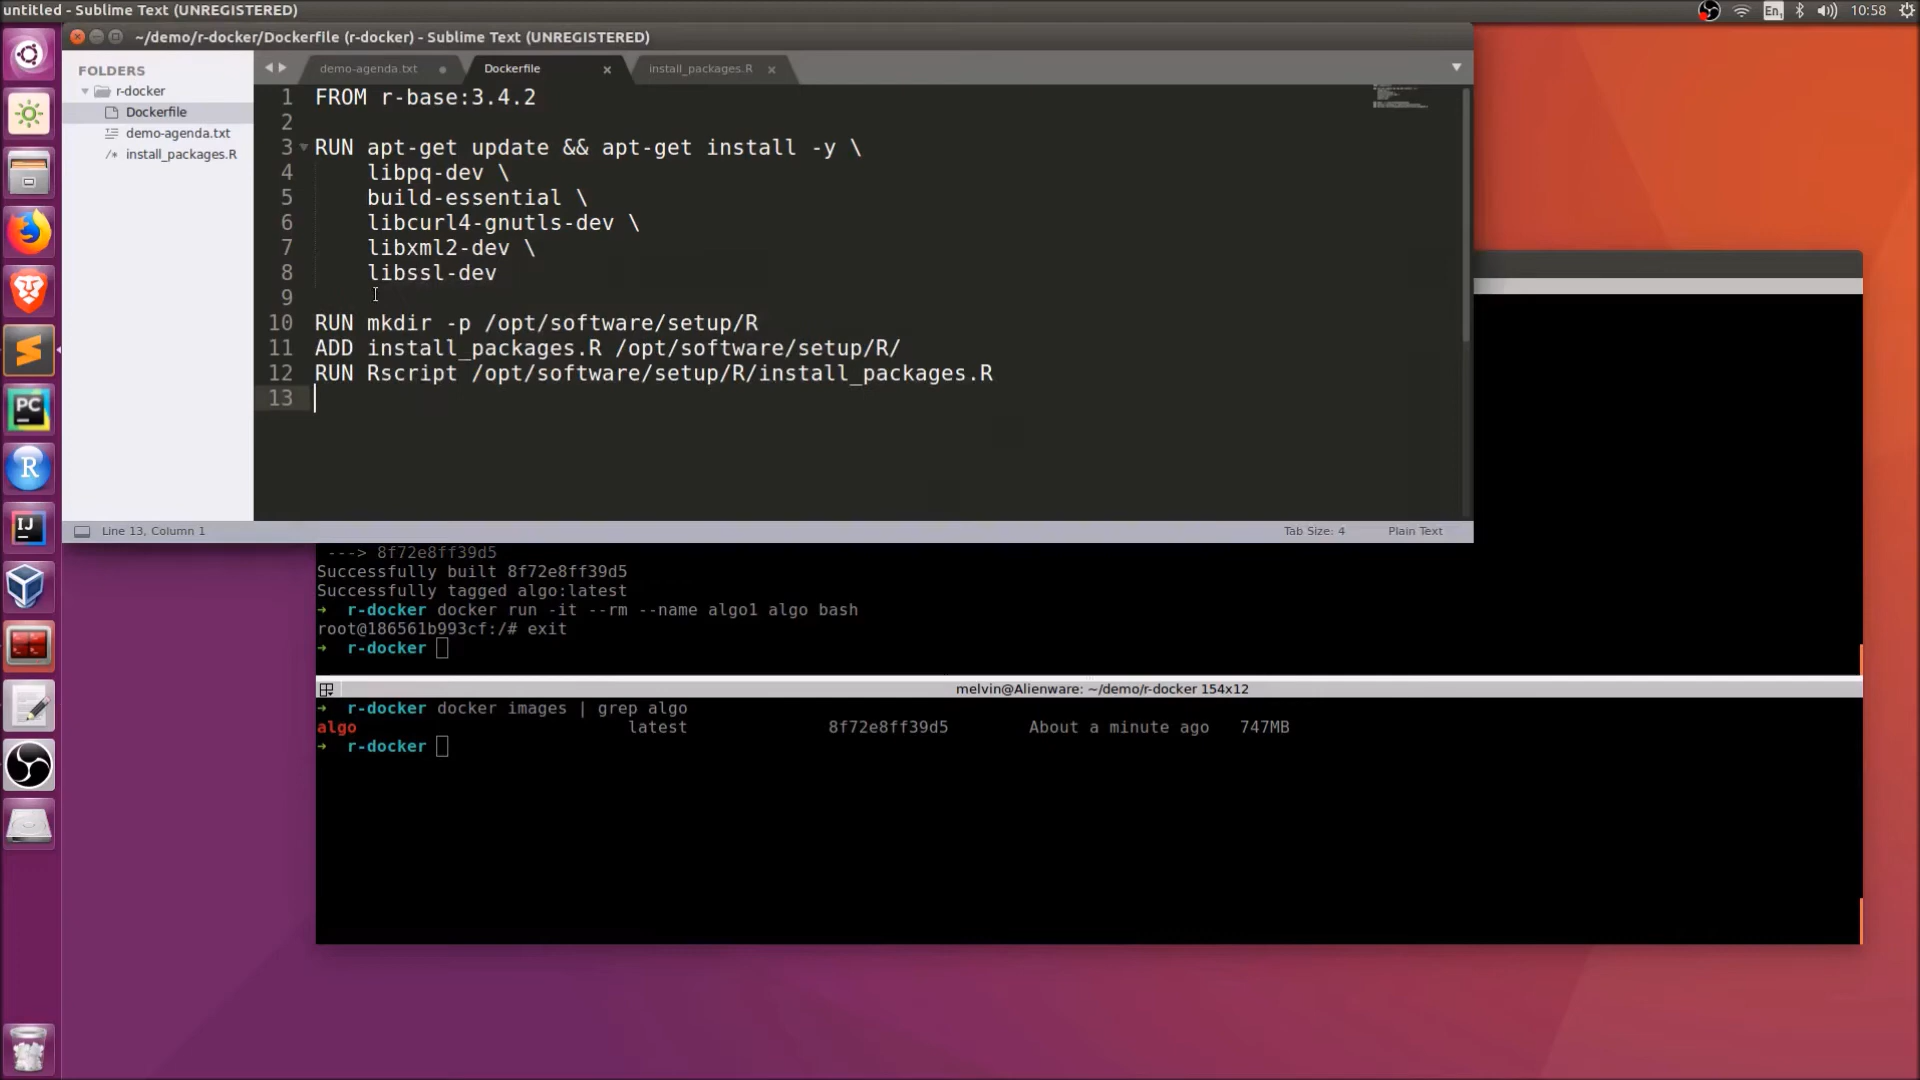 untitled - Sublime Text (UNREGISTERED)
En1
10:58
~/demo/r-docker/Dockerfile (r-docker) - Sublime Text (UNREGISTERED)
FOLDERS
r-docker
Dockerfile
demo-agenda.txt
install_packages.R
demo-agenda.txt
Dockerfile
install_packages.R
1 FROM r-base:3.4.2
2
3 RUN apt-get update && apt-get install -y \
4 libpq-dev \
5 build-essential \
6 libcurl4-gnutls-dev \
7 libxml2-dev \
8 libssl-dev
9
10 RUN mkdir -p /opt/software/setup/R
11 ADD install_packages.R /opt/software/setup/R/
12 RUN Rscript /opt/software/setup/R/install_packages.R
13
Line 13, Column 1
Tab Size: 4
Plain Text
PC
R
IJ
---> 8f72e8ff39d5
Successfully built 8f72e8ff39d5
Successfully tagged algo:latest
➜ r-docker docker run -it --rm --name algo1 algo bash
root@186561b993cf:/# exit
➜ r-docker
melvin@Alienware: ~/demo/r-docker 154x12
➜ r-docker docker images | grep algo
algo latest 8f72e8ff39d5 About a minute ago 747MB
➜ r-docker